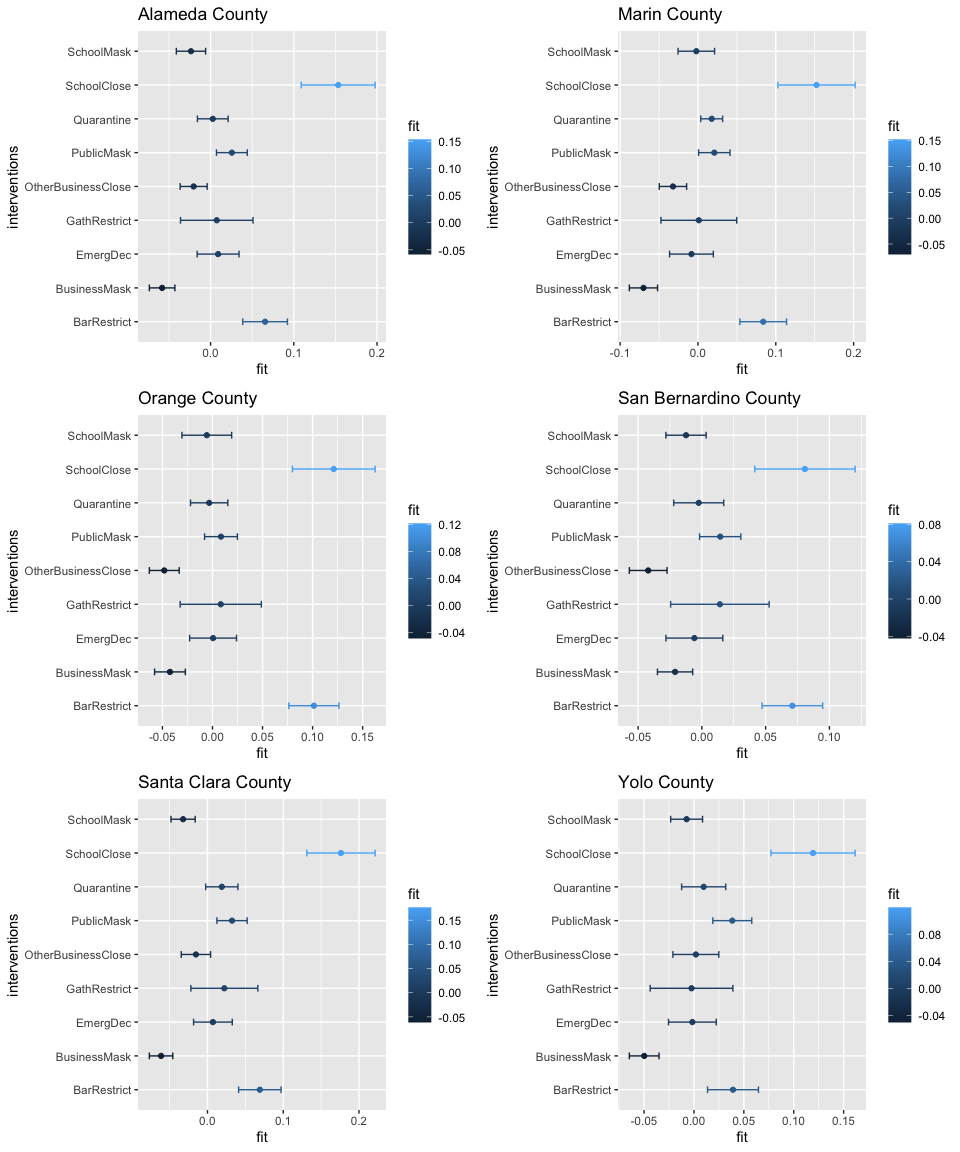 Alameda County
interventions
SchoolMask
SchoolClose
Quarantine
PublicMask
OtherBusinessClose
GathRestrict
EmergDec
BusinessMask
BarRestrict
0.0 0.1 0.2
fit
fit
0.15
0.10
0.05
0.00
-0.05
Marin County
interventions
SchoolMask
SchoolClose
Quarantine
PublicMask
OtherBusinessClose
GathRestrict
EmergDec
BusinessMask
BarRestrict
-0.1 0.0 0.1 0.2
fit
fit
0.15
0.10
0.05
0.00
-0.05
Orange County
interventions
SchoolMask
SchoolClose
Quarantine
PublicMask
OtherBusinessClose
GathRestrict
EmergDec
BusinessMask
BarRestrict
-0.05 0.00 0.05 0.10 0.15
fit
fit
0.12
0.08
0.04
0.00
-0.04
San Bernardino County
interventions
SchoolMask
SchoolClose
Quarantine
PublicMask
OtherBusinessClose
GathRestrict
EmergDec
BusinessMask
BarRestrict
-0.05 0.00 0.05 0.10
fit
fit
0.08
0.04
0.00
-0.04
Santa Clara County
interventions
SchoolMask
SchoolClose
Quarantine
PublicMask
OtherBusinessClose
GathRestrict
EmergDec
BusinessMask
BarRestrict
0.0 0.1 0.2
fit
fit
0.15
0.10
0.05
0.00
-0.05
Yolo County
interventions
SchoolMask
SchoolClose
Quarantine
PublicMask
OtherBusinessClose
GathRestrict
EmergDec
BusinessMask
BarRestrict
-0.05 0.00 0.05 0.10 0.15
fit
fit
0.08
0.04
0.00
-0.04